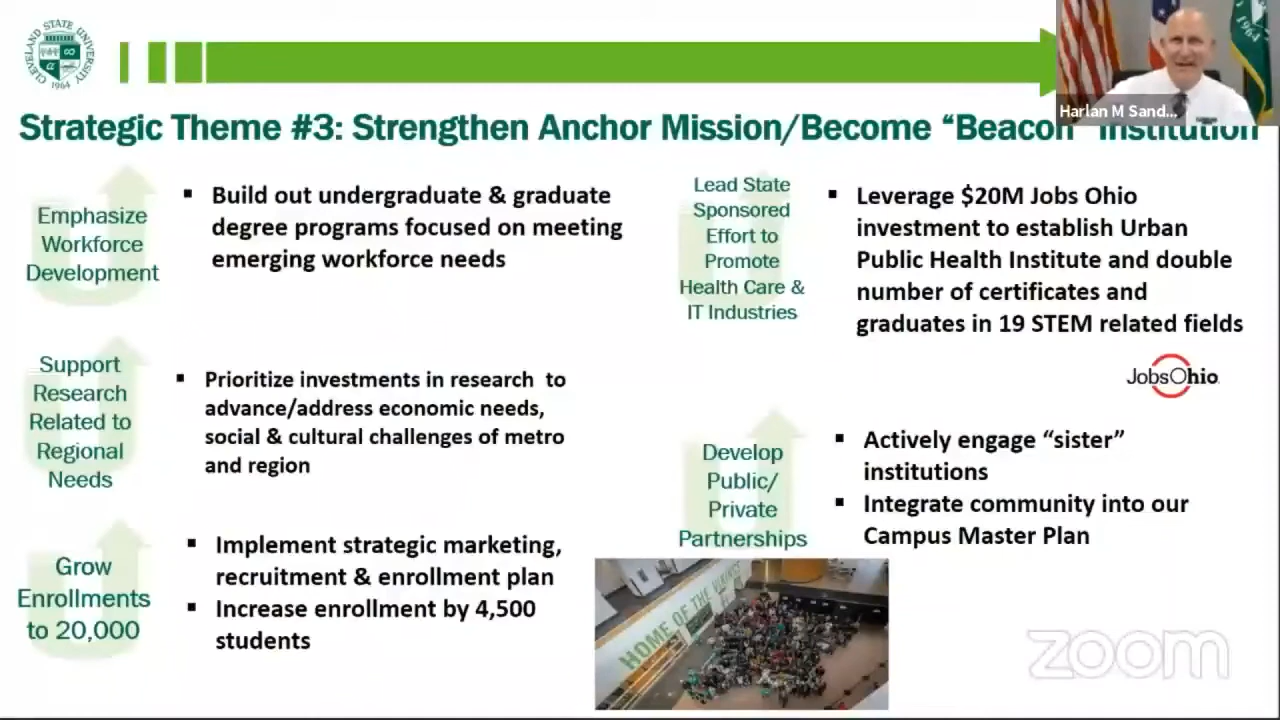 CLEVELAND STATE UNIVERSITY
1964
1964
Harlan M Sand...
Strategic Theme #3: Strengthen Anchor Mission/Become “Beacon” Institution
Emphasize
Workforce
Development
▪ Build out undergraduate & graduate
degree programs focused on meeting
emerging workforce needs
Support
Research
Related to
Regional
Needs
▪ Prioritize investments in research to
advance/address economic needs,
social & cultural challenges of metro
and region
Grow
Enrollments
to 20,000
▪ Implement strategic marketing,
recruitment & enrollment plan
▪ Increase enrollment by 4,500
students
Lead State
Sponsored
Effort to
Promote
Health Care &
IT Industries
▪ Leverage $20M Jobs Ohio
investment to establish Urban
Public Health Institute and double
number of certificates and
graduates in 19 STEM related fields
JobsOhio
Develop
Public/
Private
Partnerships
▪ Actively engage “sister”
institutions
▪ Integrate community into our
Campus Master Plan
HOME OF THE VIKINGS
zoom